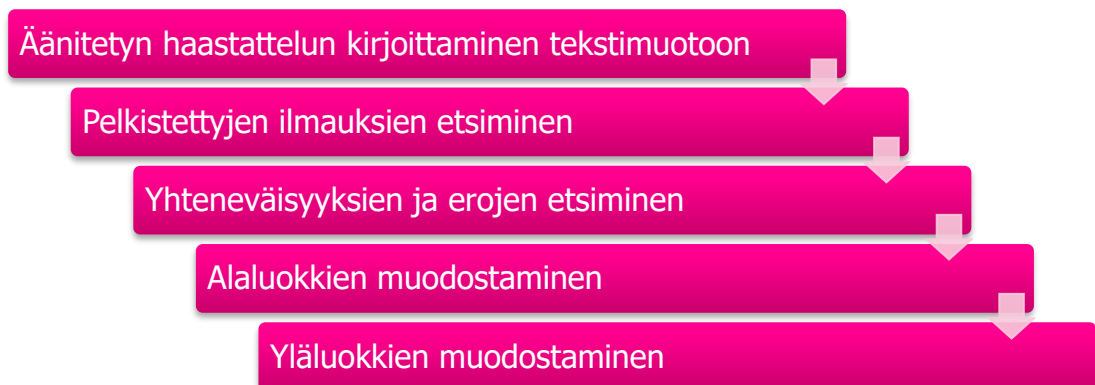 Äänitetyn haastattelun kirjoittaminen tekstimuotoon
Pelkistettyjen ilmauksien etsiminen
Yhteneväisyyksien ja erojen etsiminen
Alaluokkien muodostaminen
Yläluokkien muodostaminen